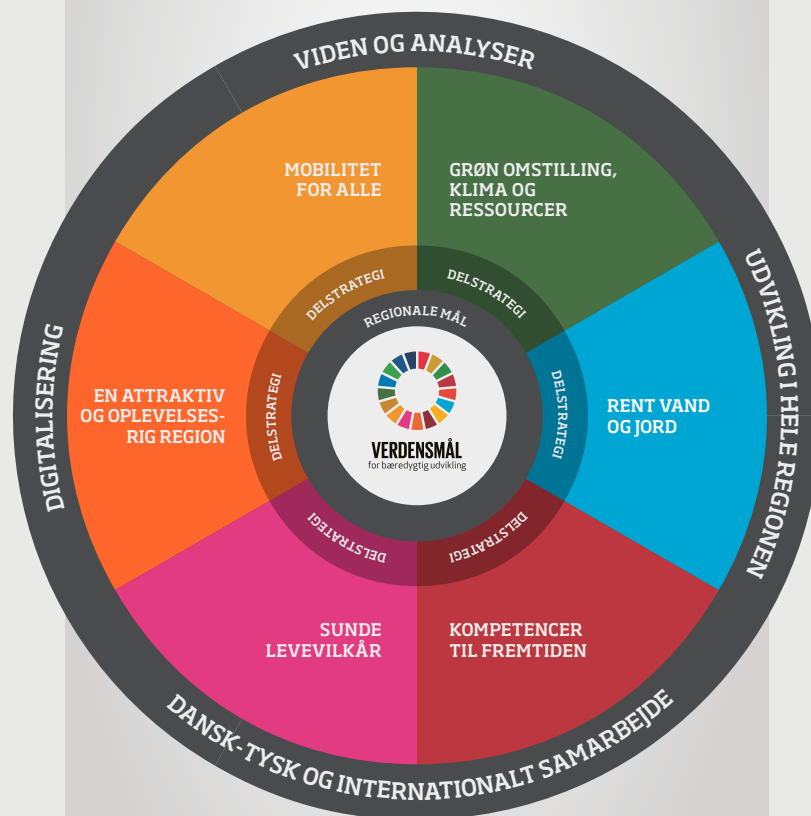 VIDEN OG ANALYSER
MOBILITET
FOR ALLE
GRØN OMSTILLING,
KLIMA OG
RESSOURCER
DELSTRATEGI
DELSTRATEGI
REGIONALE MÅL
UDVIKLING I HELE REGIONEN
DIGITALISERING
EN ATTRAKTIV
OG OPLEVELSES-
RIG REGION
DELSTRATEGI
VERDENSMÅL
for bæredygtig udvikling
DELSTRATEGI
RENT VAND
OG JORD
DELSTRATEGI
DELSTRATEGI
SUNDE
LEVEVILKÅR
KOMPETENCER
TIL FREMTIDEN
DANSK-TYSK OG INTERNATIONALT SAMARBEJDE